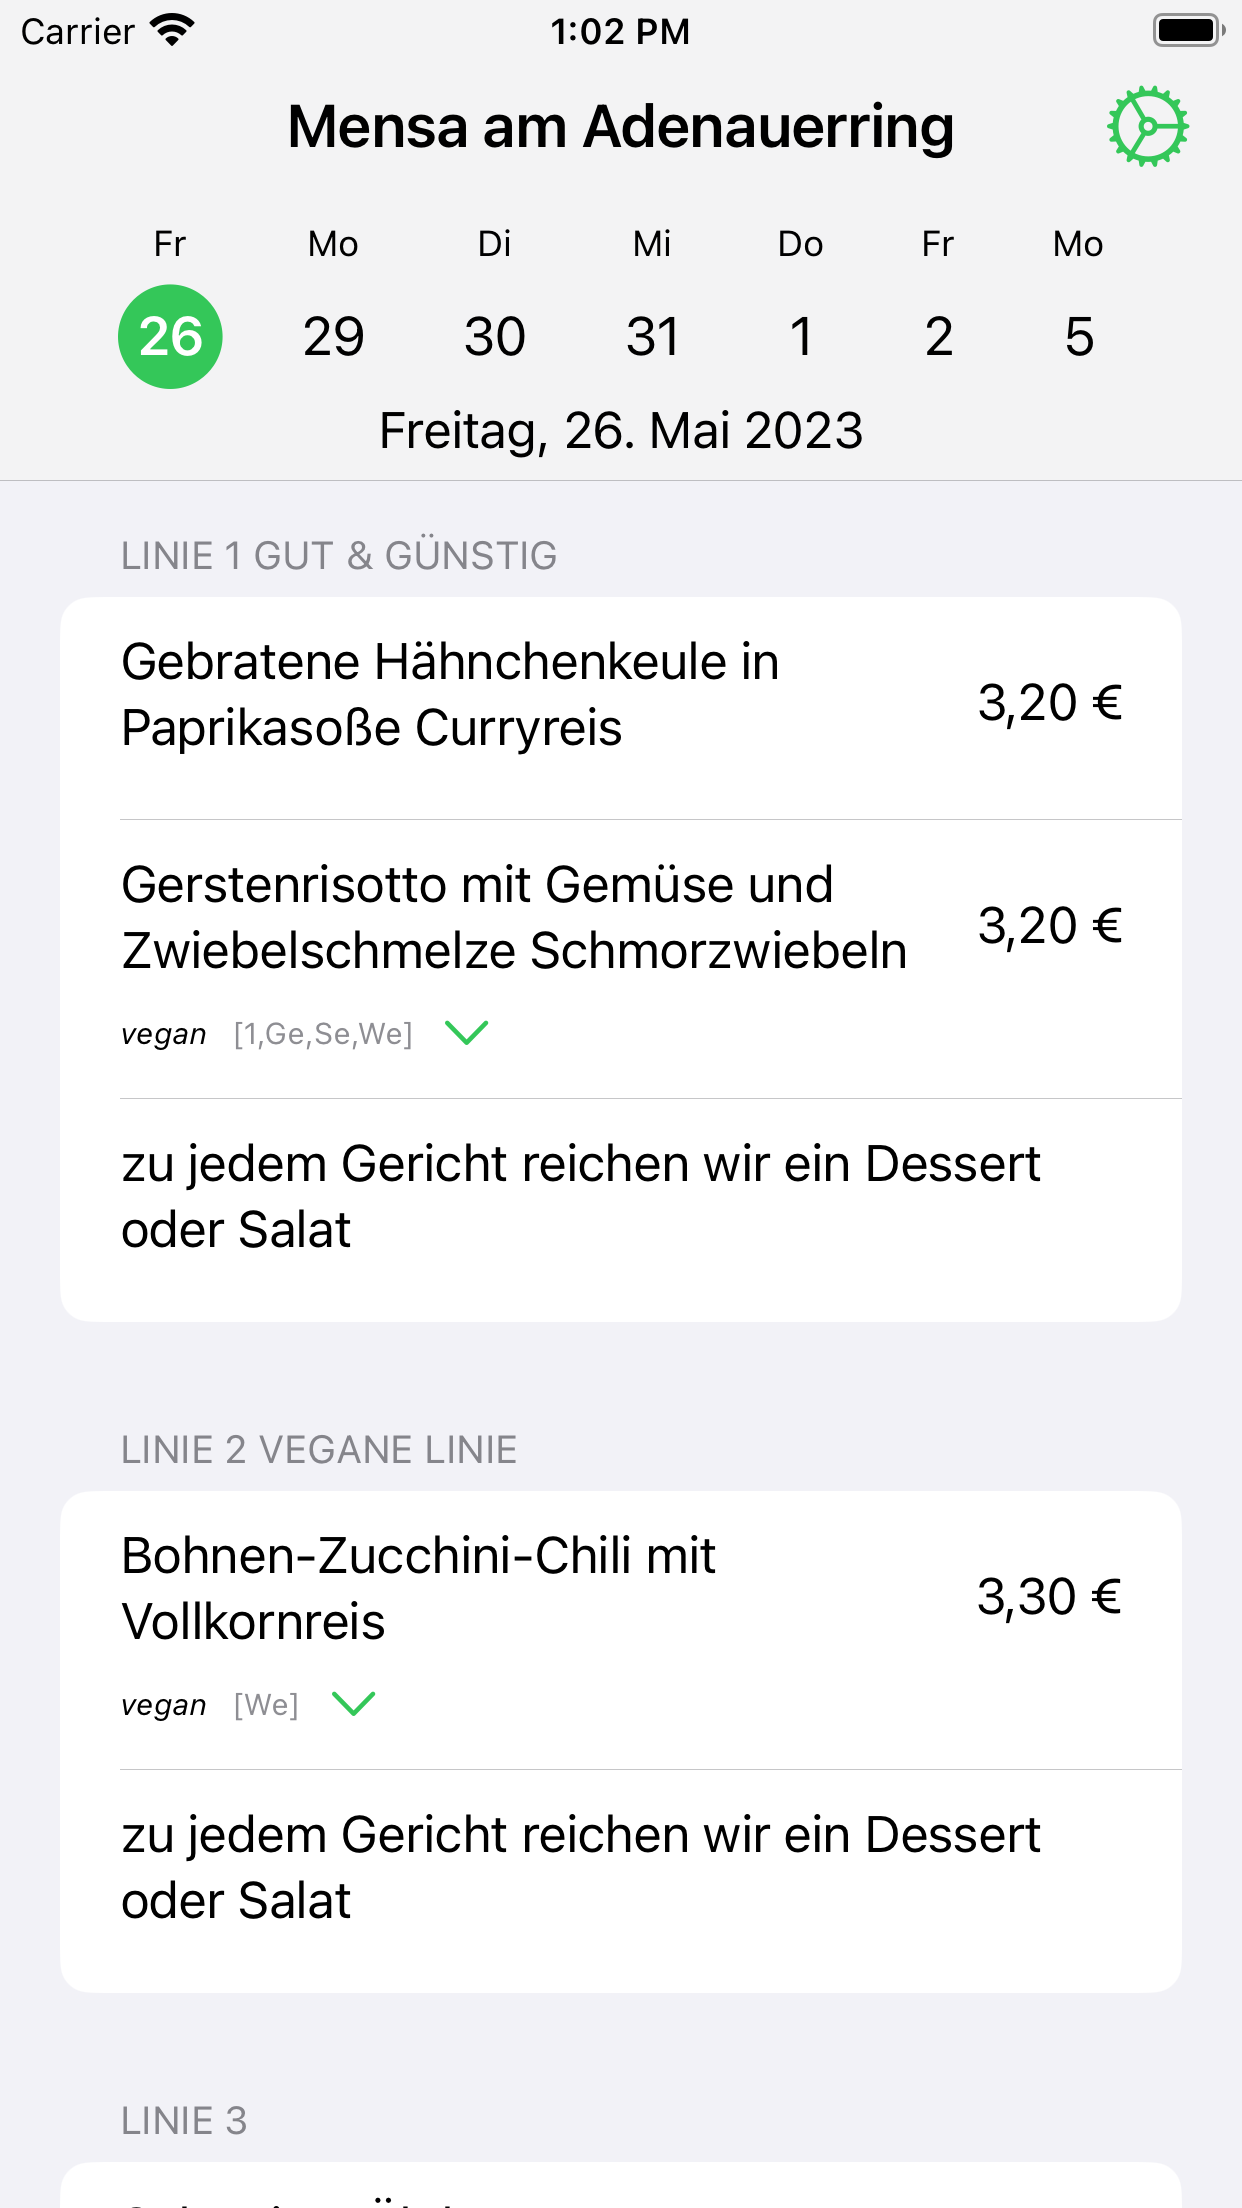 Carrier 1:02 PM
Mensa am Adenauerring
Fr Mo Di Mi Do Fr Mo
26 29 30 31 1 2 5
Freitag, 26. Mai 2023
LINIE 1 GUT & GÜNSTIG
Gebratene Hähnchenkeule in
Paprikasoße Curryreis
3,20 €
Gerstenrisotto mit Gemüse und
Zwiebelschmelze Schmorzwiebeln
3,20 €
vegan [1,Ge,Se,We]
zu jedem Gericht reichen wir ein Dessert
oder Salat
LINIE 2 VEGANE LINIE
Bohnen-Zucchini-Chili mit
Vollkornreis
3,30 €
vegan [We]
zu jedem Gericht reichen wir ein Dessert
oder Salat
LINIE 3